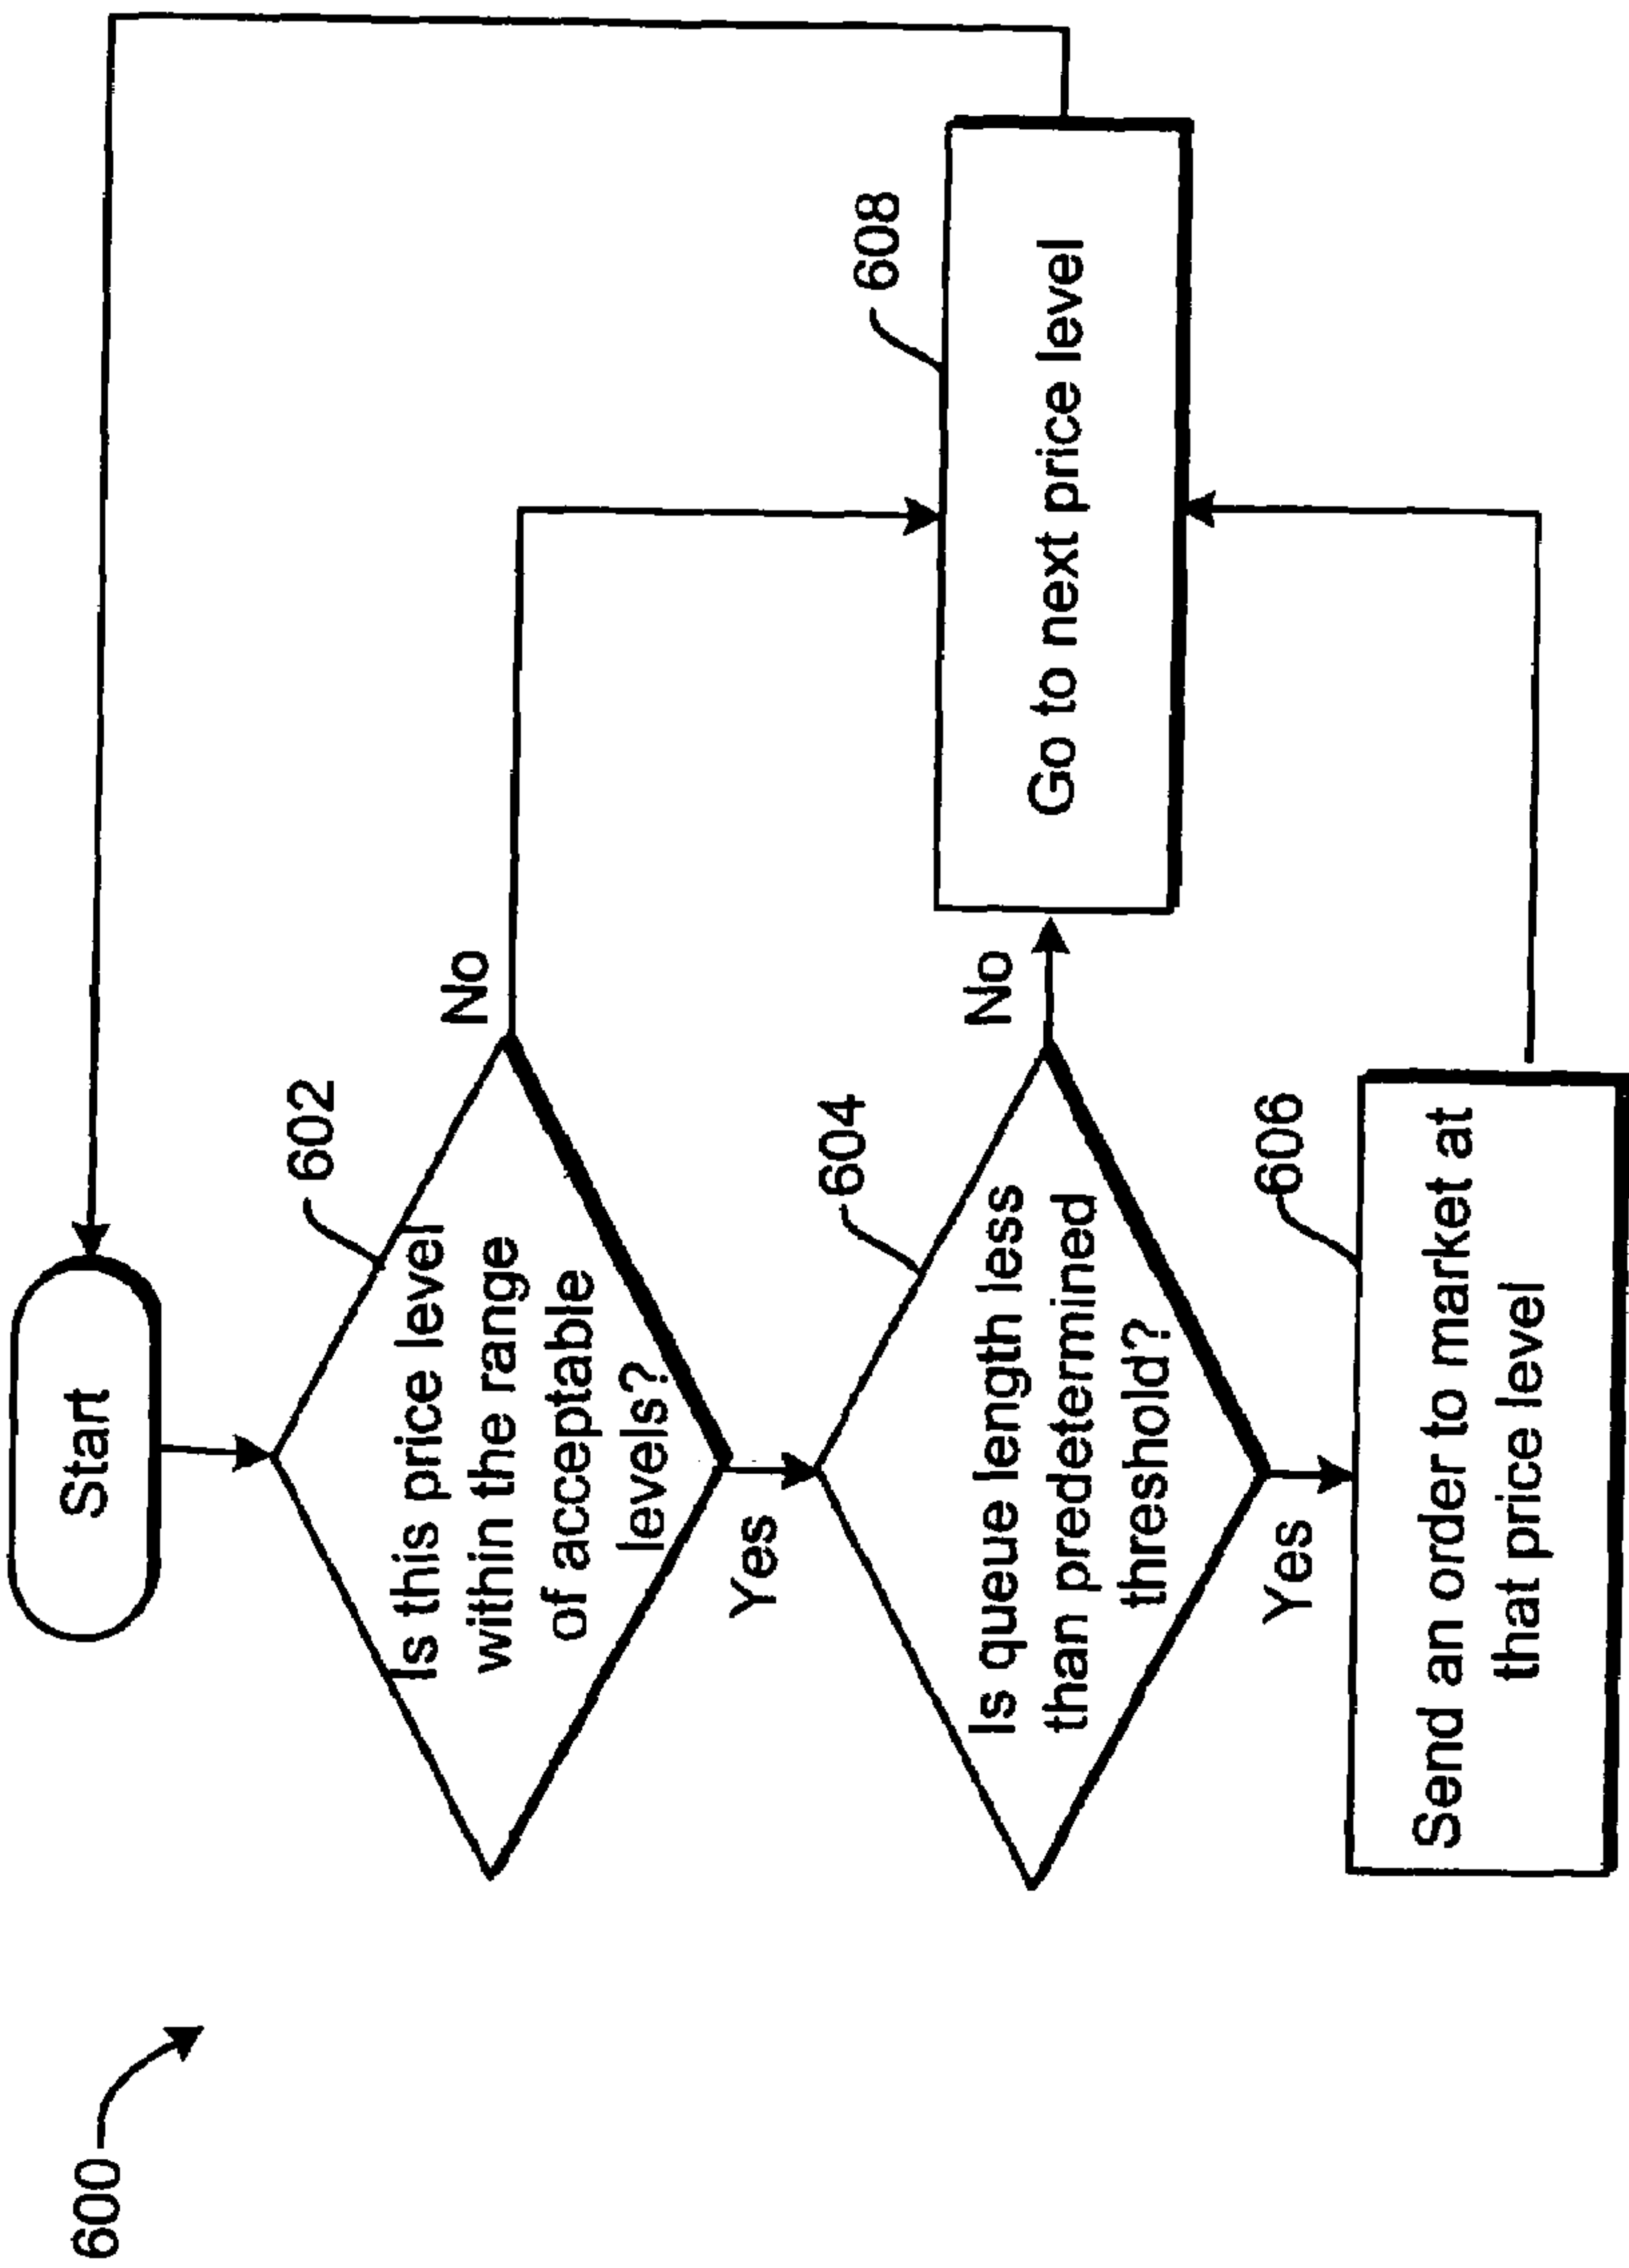 600
Start
602
Is this price level
within the range
of acceptable
levels?
No
Yes
604
Is queue length less
than predetermined
threshold?
No
Yes
606
Send an order to market at
that price level
608
Go to next price level